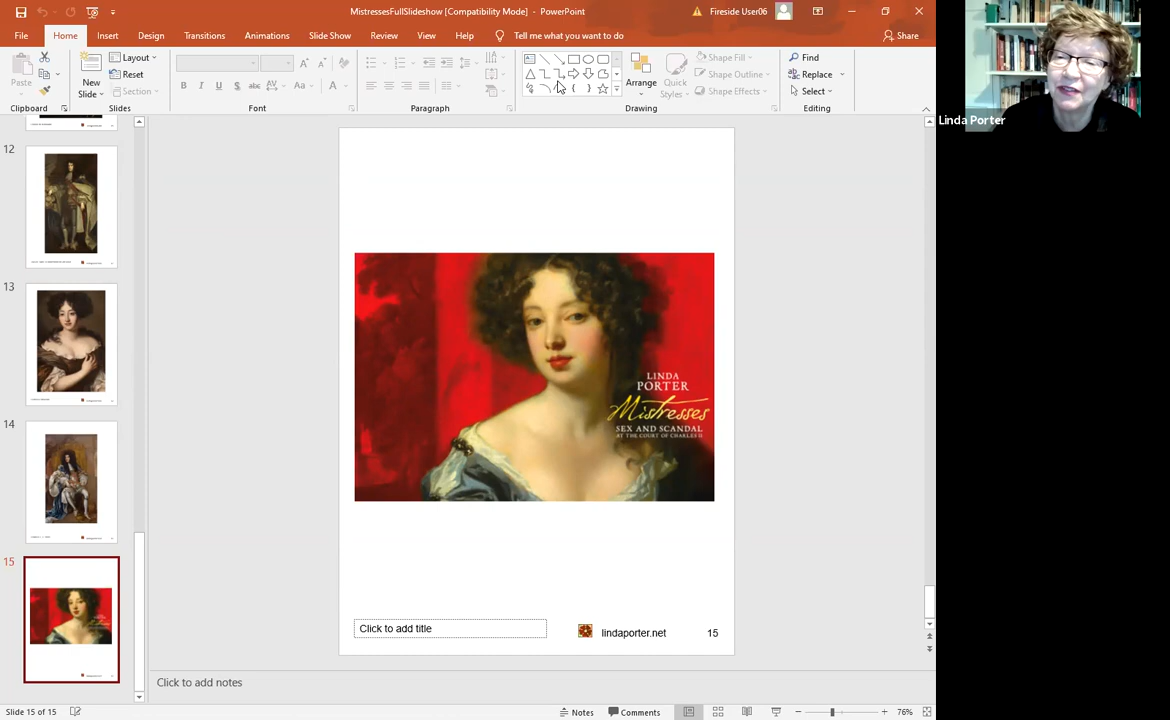 MistressesFullSlideshow [Compatibility Mode] - PowerPoint
Fireside User06
File Home Insert Design Transitions Animations Slide Show Review View Help Tell me what you want to do Share
Paste
Clipboard
New Slide
Layout
Reset
Section
Slides
B I U S abc AV Aa A
Font
Paragraph
Arrange
Quick Styles
Shape Fill
Shape Outline
Shape Effects
Drawing
Find
Replace
Select
Editing
Linda Porter
12
13
14
15
LINDA
PORTER
Mistresses
SEX AND SCANDAL
AT THE COURT OF CHARLES II
Click to add title
lindaporter.net
15
Click to add notes
Slide 15 of 15
Notes
Comments
76%